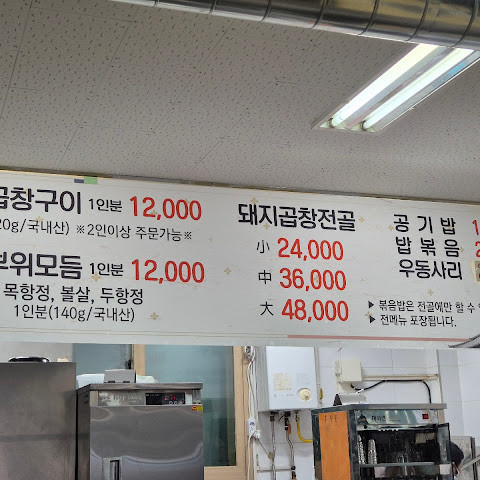 곱창구이 1인분 12,000
20g/국내산) ※2인이상 주문가능※
부위모듬 1인분 12,000
목항정, 볼살, 두항정
1인분(140g/국내산)
돼지곱창전골
小 24,000
中 36,000
大 48,000
공기밥 1
밥볶음 2
우동사리
▶ 볶음밥은 전골에만 할 수
▶ 전메뉴 포장됩니다.